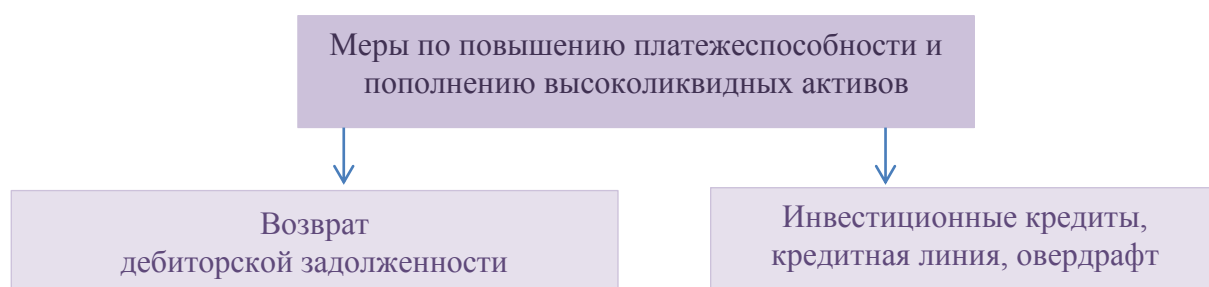 Меры по повышению платежеспособности и
пополнению высоколиквидных активов
Возврат
дебиторской задолженности
Инвестиционные кредиты,
кредитная линия, овердрафт